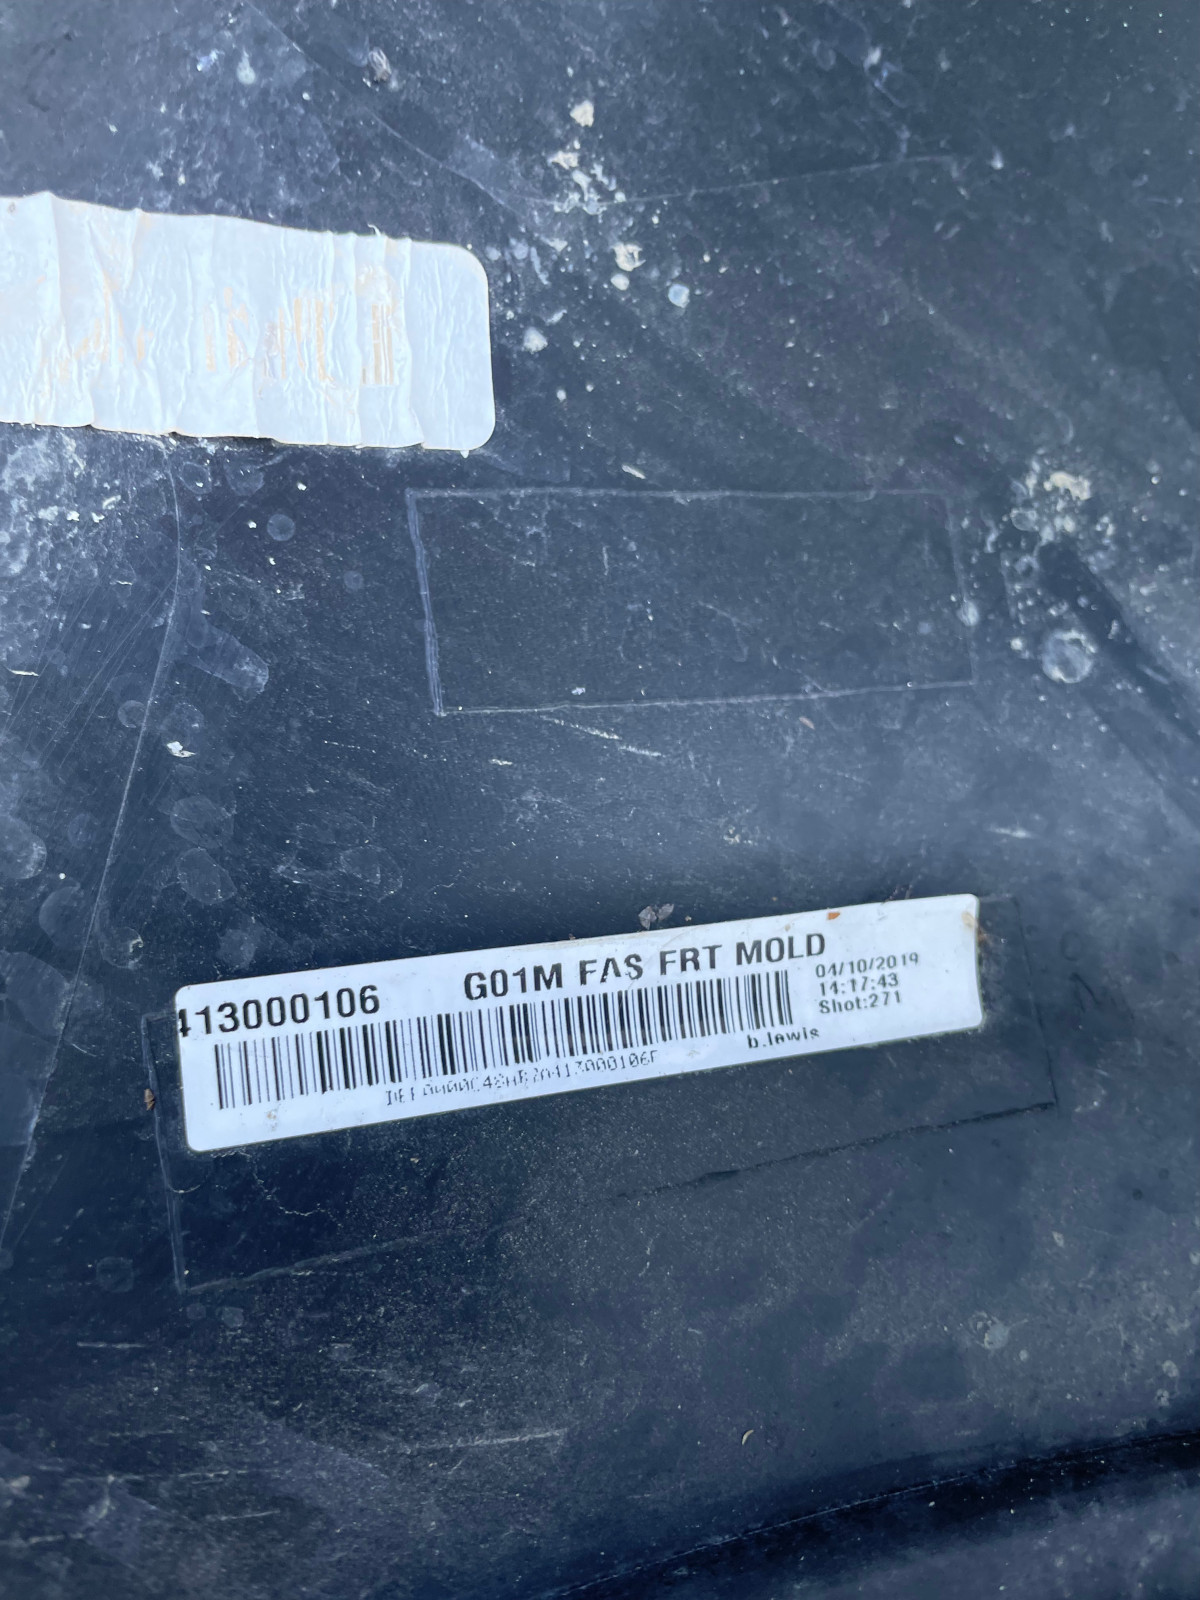 413000106 G01M FAS FRT MOLD
04/10/2019
14:17:43
Shot:271
b.lewis